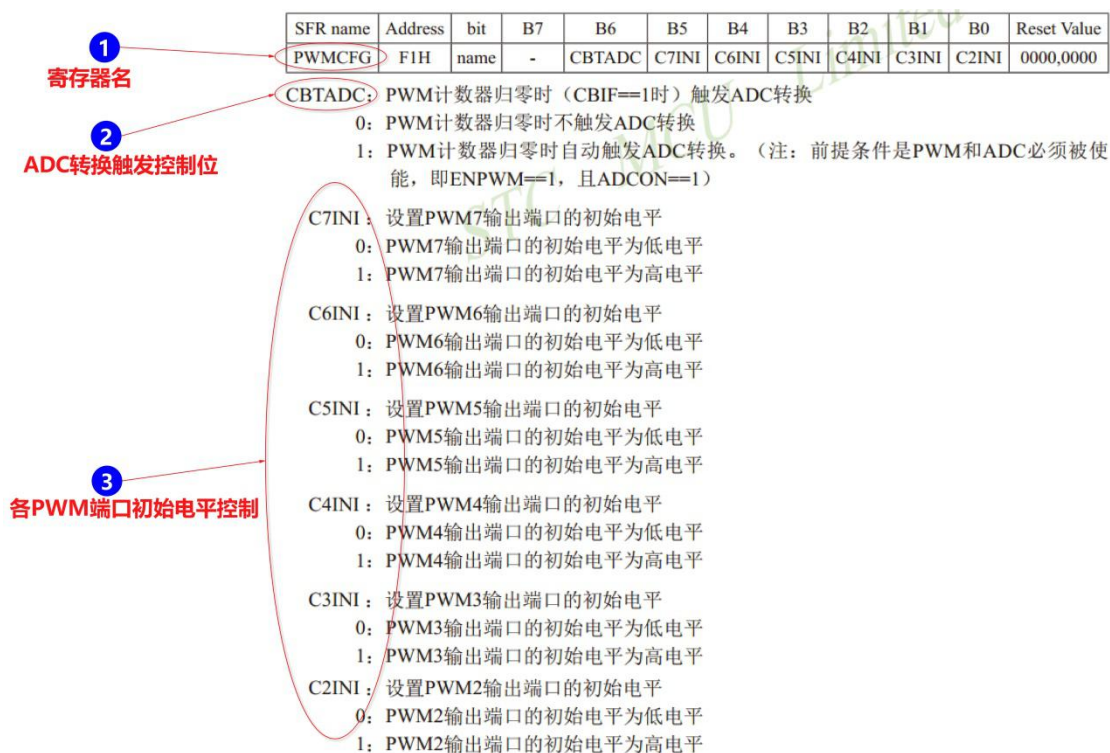 SFR name Address bit B7 B6 B5 B4 B3 B2 B1 B0 Reset Value
PWMCFG F1H name - CBTADC C7INI C6INI C5INI C4INI C3INI C2INI 0000,0000
1
寄存器名
CBTADC: PWM计数器归零时（CBIF==1时）触发ADC转换
0: PWM计数器归零时不触发ADC转换
2
ADC转换触发控制位
1: PWM计数器归零时自动触发ADC转换。（注：前提条件是PWM和ADC必须被使
能，即ENPWM==1，且ADCON==1）
C7INI : 设置PWM7输出端口的初始电平
0: PWM7输出端口的初始电平为低电平
1: PWM7输出端口的初始电平为高电平
C6INI : 设置PWM6输出端口的初始电平
0: PWM6输出端口的初始电平为低电平
1: PWM6输出端口的初始电平为高电平
C5INI : 设置PWM5输出端口的初始电平
0: PWM5输出端口的初始电平为低电平
1: PWM5输出端口的初始电平为高电平
3
各PWM端口初始电平控制
C4INI : 设置PWM4输出端口的初始电平
0: PWM4输出端口的初始电平为低电平
1: PWM4输出端口的初始电平为高电平
C3INI : 设置PWM3输出端口的初始电平
0: PWM3输出端口的初始电平为低电平
1: PWM3输出端口的初始电平为高电平
C2INI : 设置PWM2输出端口的初始电平
0: PWM2输出端口的初始电平为低电平
1: PWM2输出端口的初始电平为高电平
STC MCU Limited